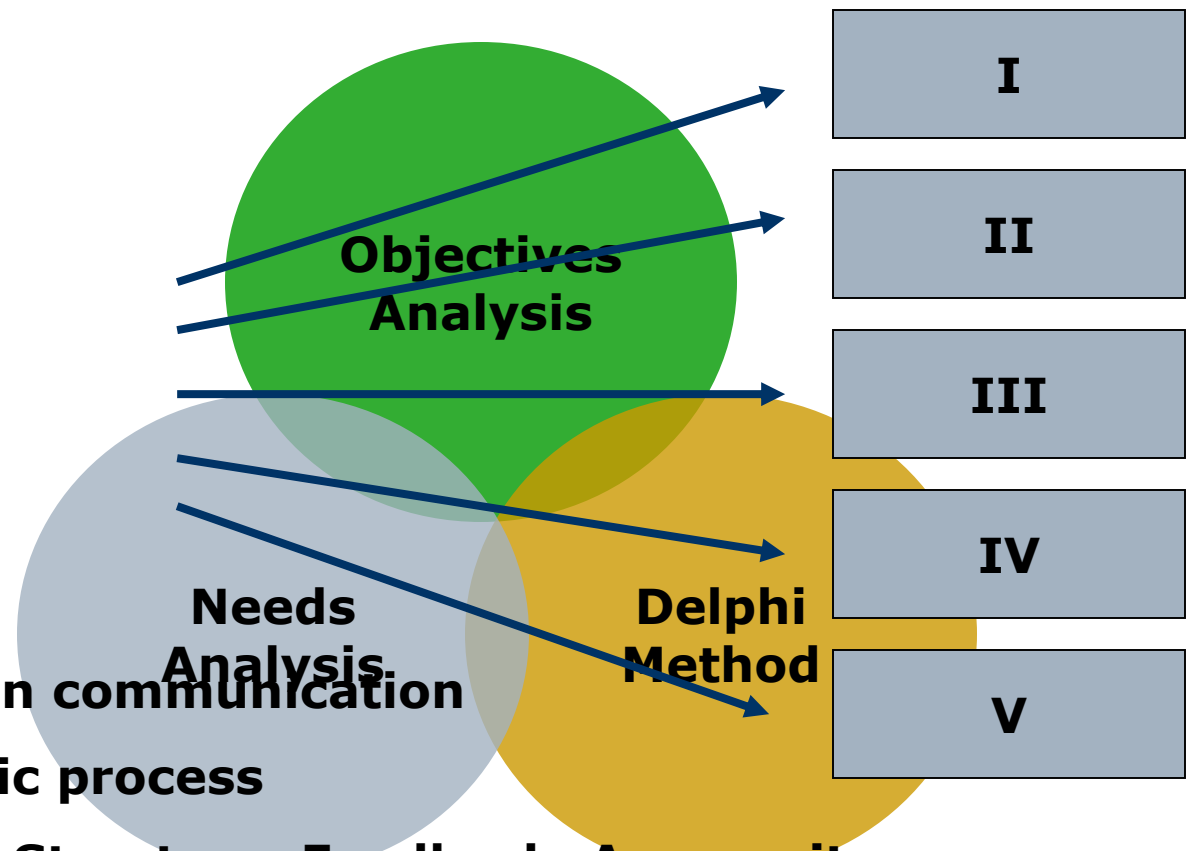 I
II
Objectives
Analysis
III
IV
Needs
Analysis
Delphi
Method
V
n communication
ic process